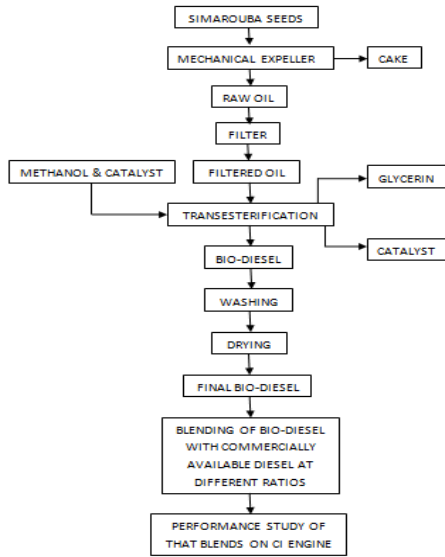 SIMAROUBA SEEDS
MECHANICAL EXPELLER
CAKE
RAW OIL
FILTER
METHANOL & CATALYST
FILTERED OIL
GLYCERIN
TRANSESTERIFICATION
CATALYST
BIO-DIESEL
WASHING
DRYING
FINAL BIO-DIESEL
BLENDING OF BIO-DIESEL
WITH COMMERCIALLY
AVAILABLE DIESEL AT
DIFFERENT RATIOS
PERFORMANCE STUDY OF
THAT BLENDS ON CI ENGINE